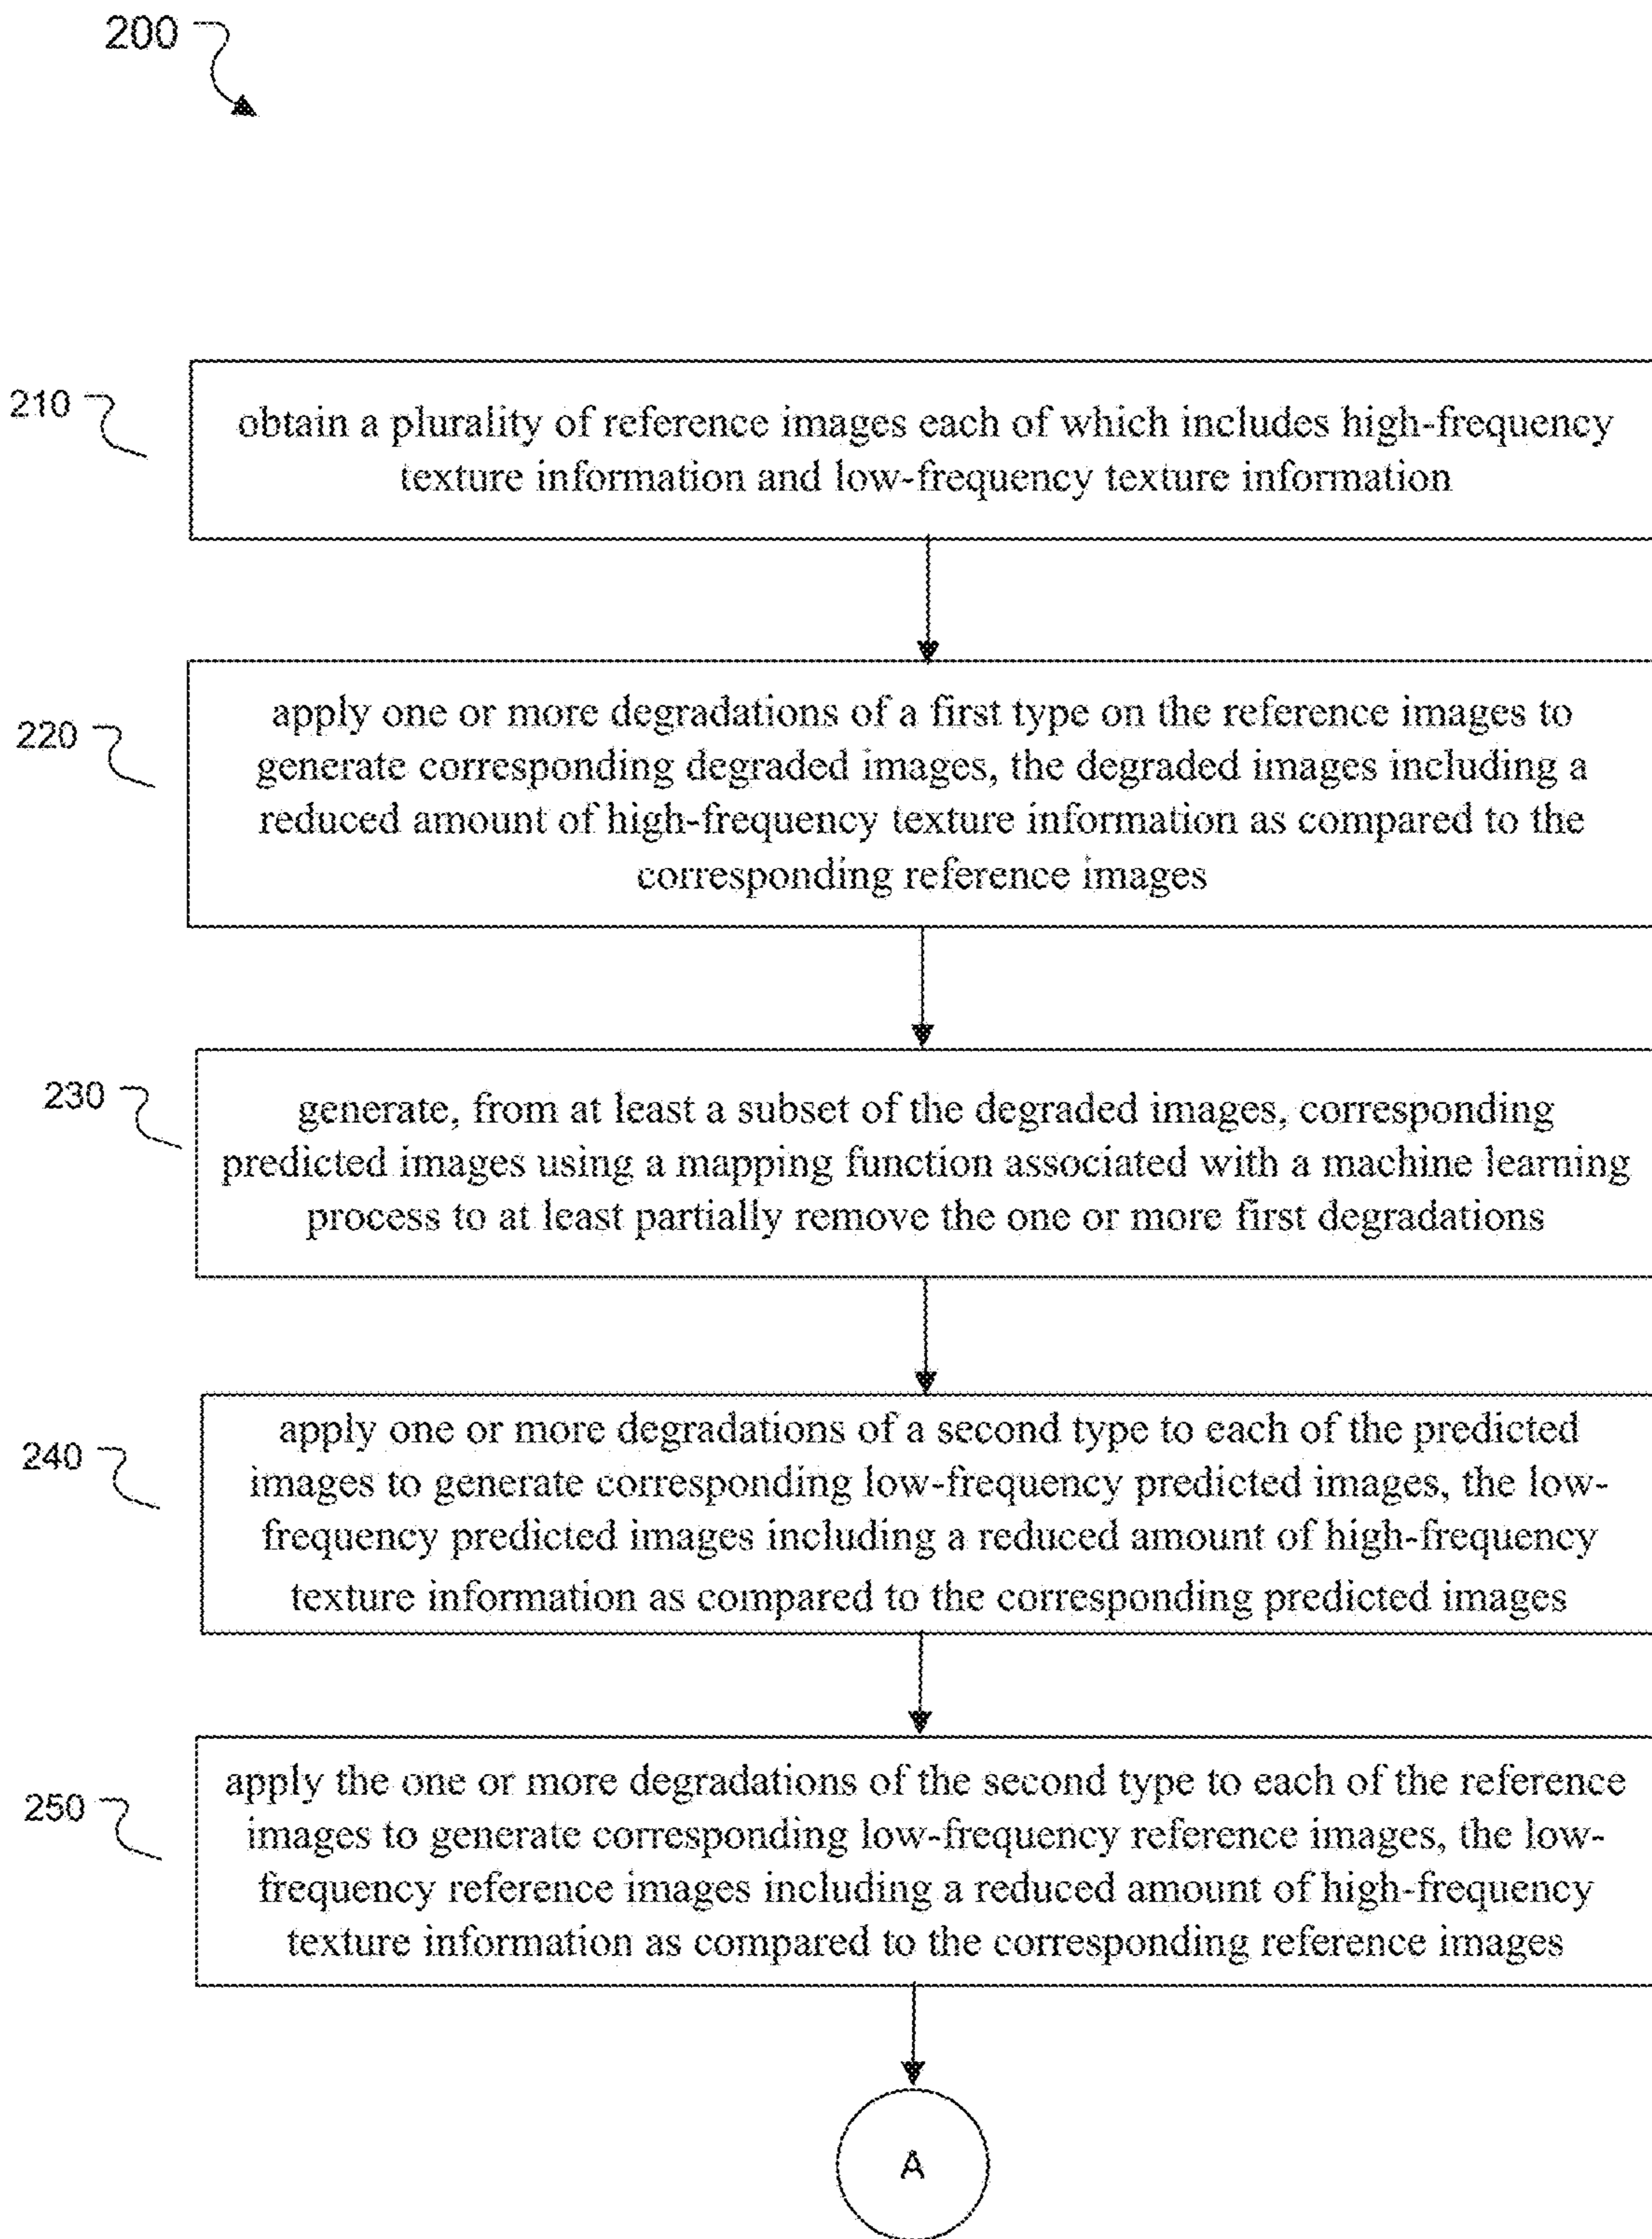 200
210
obtain a plurality of reference images each of which includes high-frequency
texture information and low-frequency texture information
220
apply one or more degradations of a first type on the reference images to
generate corresponding degraded images, the degraded images including a
reduced amount of high-frequency texture information as compared to the
corresponding reference images
230
generate, from at least a subset of the degraded images, corresponding
predicted images using a mapping function associated with a machine learning
process to at least partially remove the one or more first degradations
240
apply one or more degradations of a second type to each of the predicted
images to generate corresponding low-frequency predicted images, the low-
frequency predicted images including a reduced amount of high-frequency
texture information as compared to the corresponding predicted images
250
apply the one or more degradations of the second type to each of the reference
images to generate corresponding low-frequency reference images, the low-
frequency reference images including a reduced amount of high-frequency
texture information as compared to the corresponding reference images
A